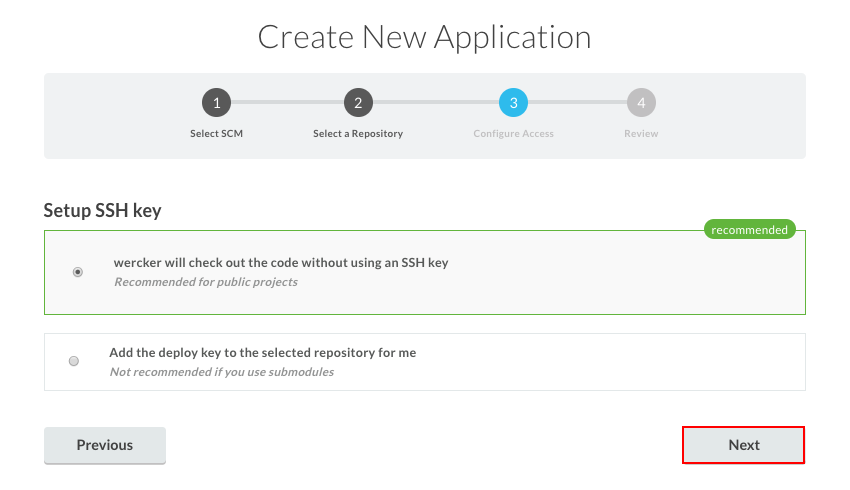 Create New Application
1 2 3 4
Select SCM Select a Repository Configure Access Review
Setup SSH key
recommended
wercker will check out the code without using an SSH key
Recommended for public projects
Add the deploy key to the selected repository for me
Not recommended if you use submodules
Previous Next